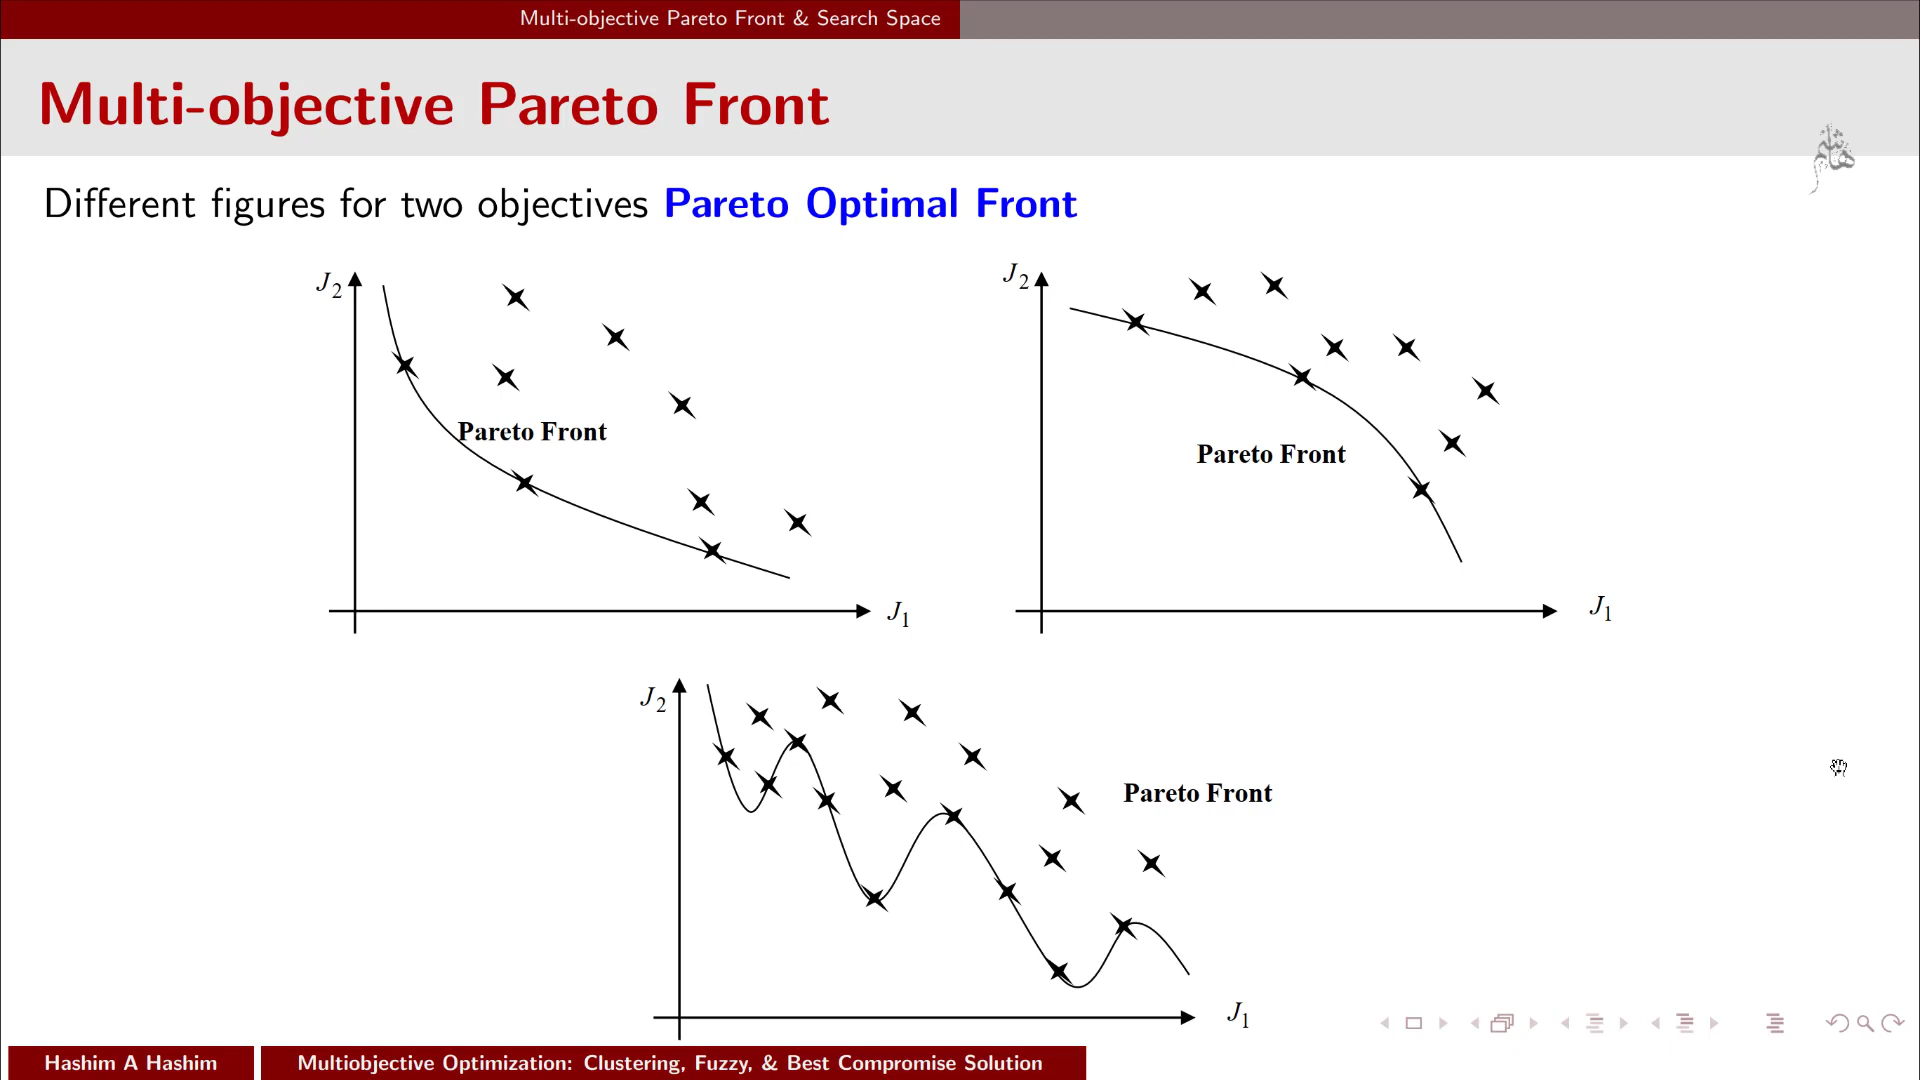 Multi-objective Pareto Front & Search Space
Multi-objective Pareto Front
هاشم
Different figures for two objectives Pareto Optimal Front
J2
Pareto Front
J1
J2
Pareto Front
J1
J2
Pareto Front
J1
Hashim A Hashim
Multiobjective Optimization: Clustering, Fuzzy, & Best Compromise Solution